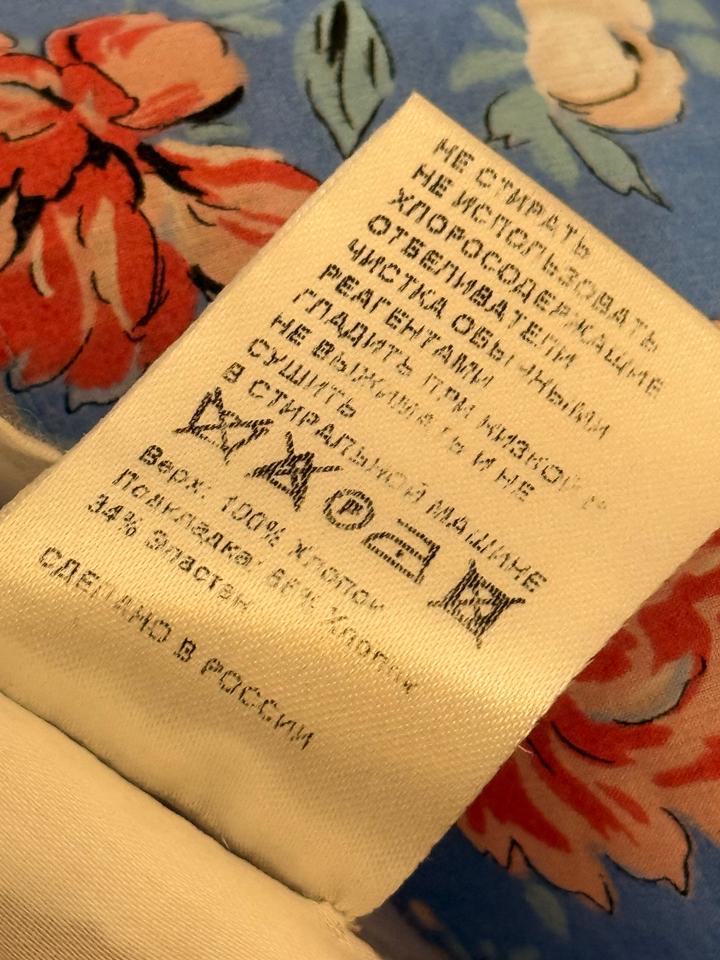 НЕ СТИРАТЬ
НЕ ИСПОЛЬЗОВАТЬ
ХЛОРОСОДЕРЖАЩИЕ
ОТБЕЛИВАТЕЛИ
ЧИСТКА ОБЫЧНЫМИ
РЕАГЕНТАМИ
ГЛАДИТЬ ПРИ НИЗКОЙ t°
НЕ ВЫЖИМАТЬ И НЕ
СУШИТЬ
В СТИРАЛЬНОЙ МАШИНЕ
P
Верх: 100% Хлопок
Подкладка: 66% Хлопок
34% Эластан
СДЕЛАНО В РОССИИ